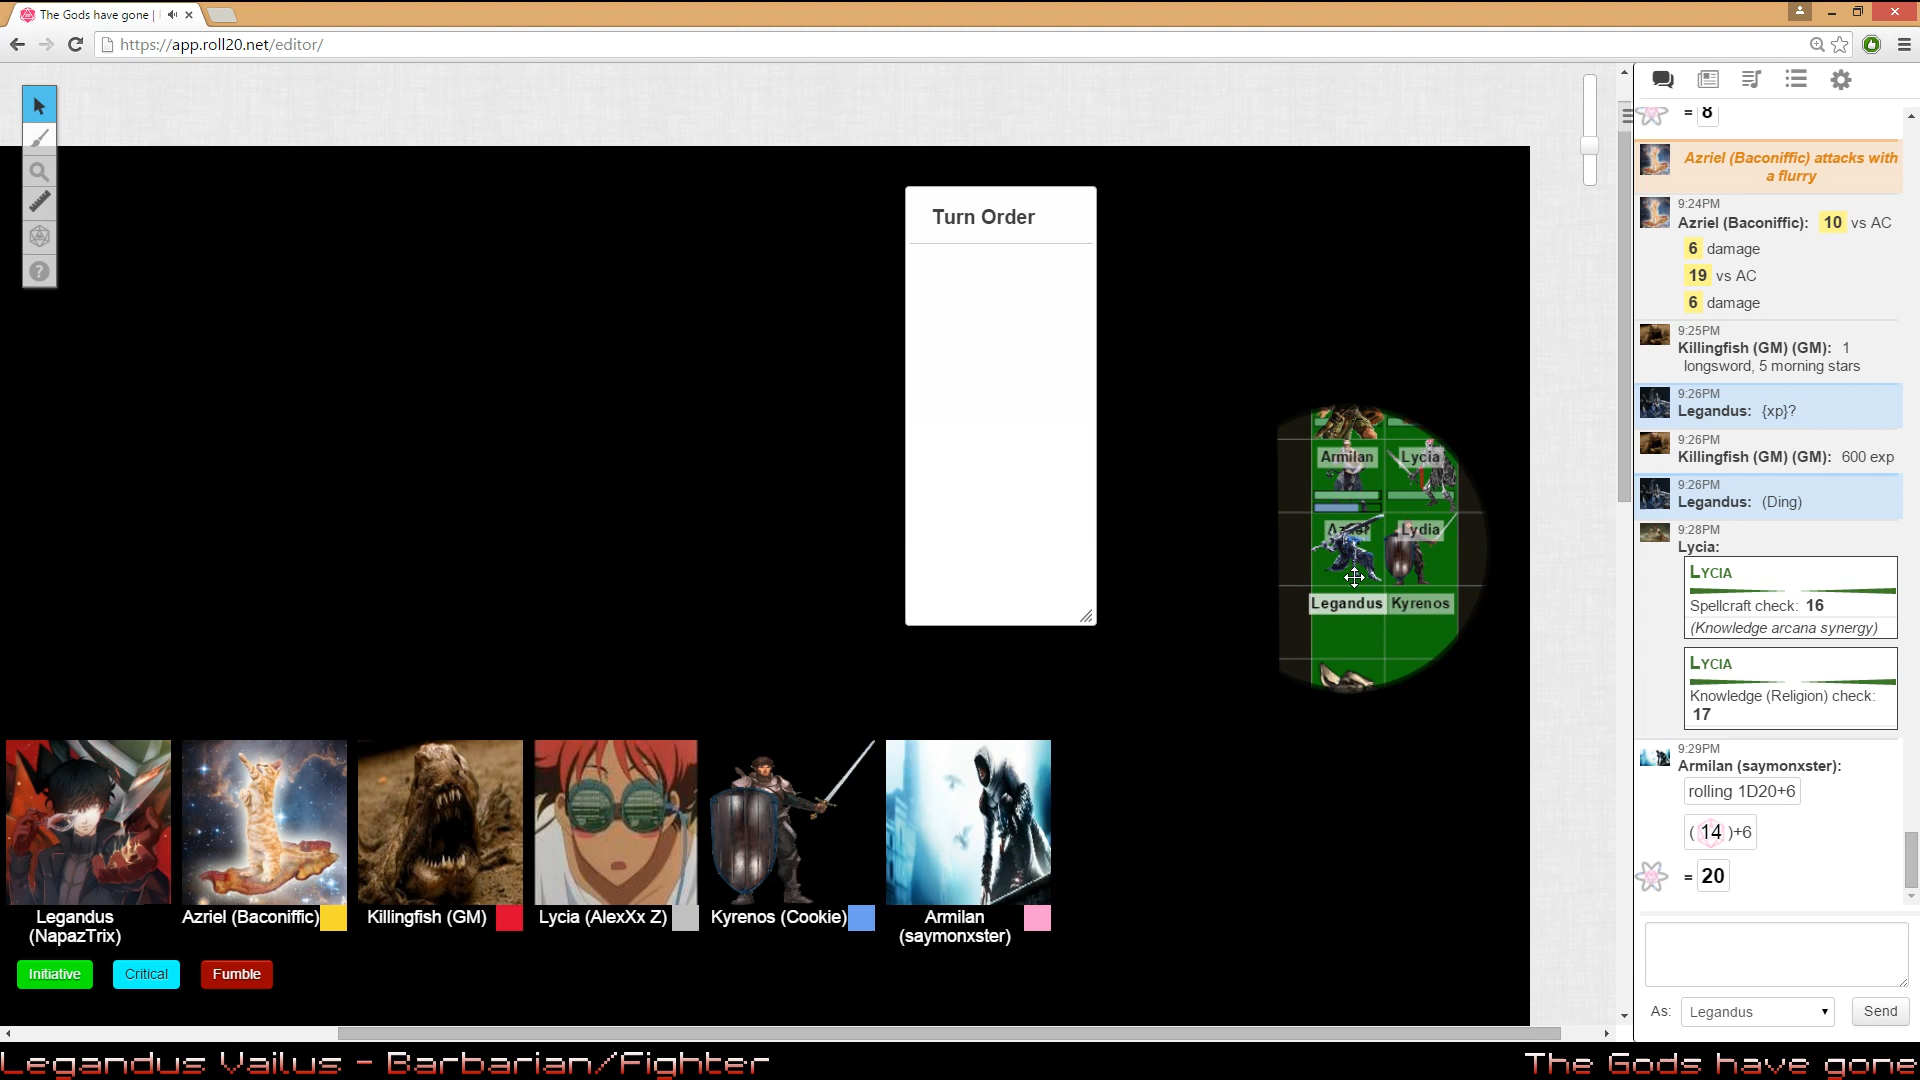 The Gods have gone |
https://app.roll20.net/editor/
Turn Order
Armilan
Lycia
Lydia
Legandus
Kyrenos
= 8
Azriel (Baconiffic) attacks with
a flurry
9:24PM
Azriel (Baconiffic): 10 vs AC
6 damage
19 vs AC
6 damage
9:25PM
Killingfish (GM) (GM): 1
longsword, 5 morning stars
9:26PM
Legandus: {xp}?
9:26PM
Killingfish (GM) (GM): 600 exp
9:26PM
Legandus: (Ding)
9:28PM
Lycia:
Lycia
Spellcraft check: 16
(Knowledge arcana synergy)
Lycia
Knowledge (Religion) check:
17
9:29PM
Armilan (saymonxster):
rolling 1D20+6
(14)+6
= 20
As: Legandus
Send
Legandus
(NapazTrix)
Azriel (Baconiffic)
Killingfish (GM)
Lycia (AlexXx Z)
Kyrenos (Cookie)
Armilan
(saymonxster)
Initiative
Critical
Fumble
Legandus Vailus - Barbarian/Fighter
The Gods have gone